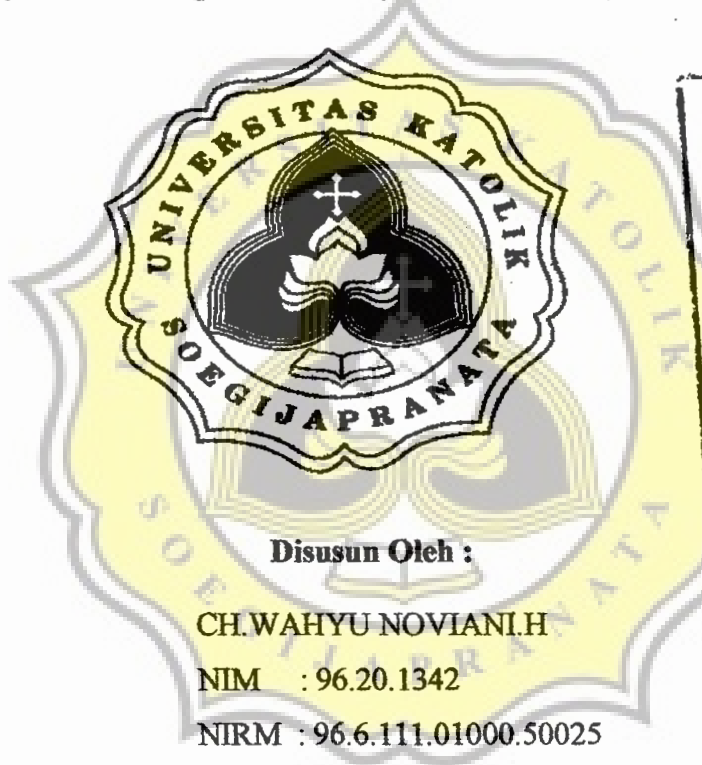 UNIVERSITAS KATOLIK
SOEGIJAPRANATA
Disusun Oleh :
CH.WAHYU NOVIANI.H
NIM : 96.20.1342
NIRM : 96.6.111.01000.50025